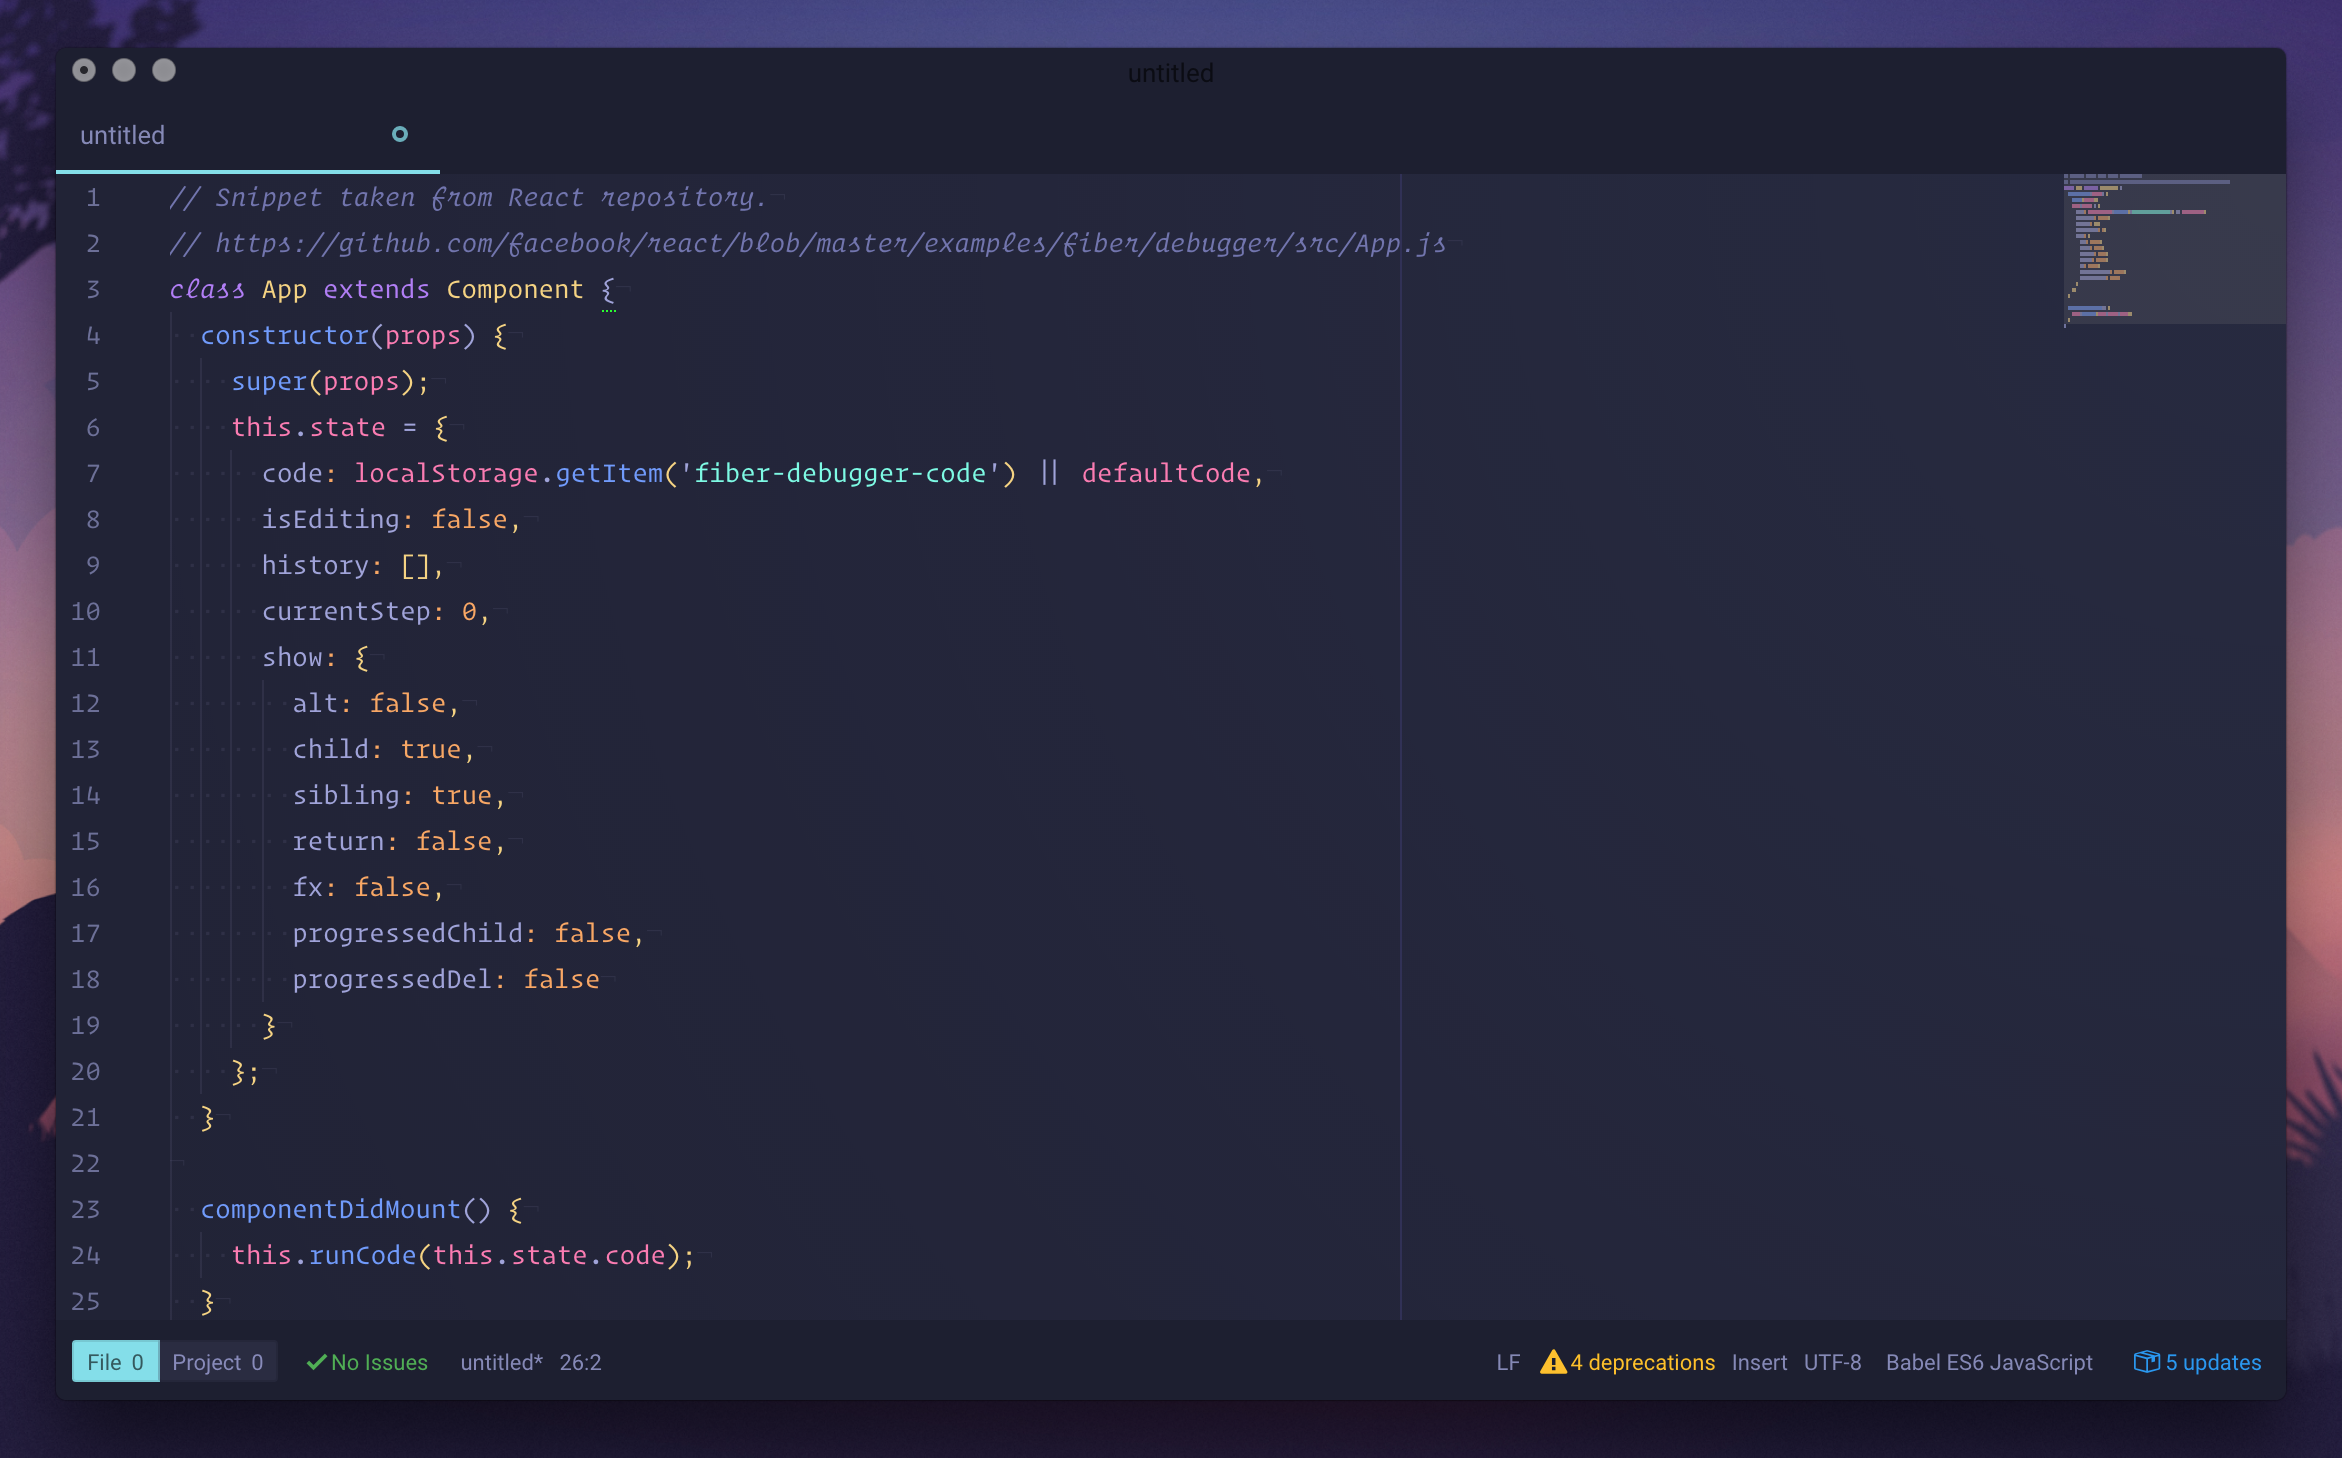 untitled
untitled
1 // Snippet taken from React repository.
2 // https://github.com/facebook/react/blob/master/examples/fiber/debugger/src/App.js
3 class App extends Component {
4   constructor(props) {
5     super(props);
6     this.state = {
7       code: localStorage.getItem('fiber-debugger-code') || defaultCode,
8       isEditing: false,
9       history: [],
10       currentStep: 0,
11       show: {
12         alt: false,
13         child: true,
14         sibling: true,
15         return: false,
16         fx: false,
17         progressedChild: false,
18         progressedDel: false
19       }
20     };
21   }
22
23   componentDidMount() {
24     this.runCode(this.state.code);
25   }
File 0 Project 0 No Issues untitled* 26:2 LF 4 deprecations Insert UTF-8 Babel ES6 JavaScript 5 updates